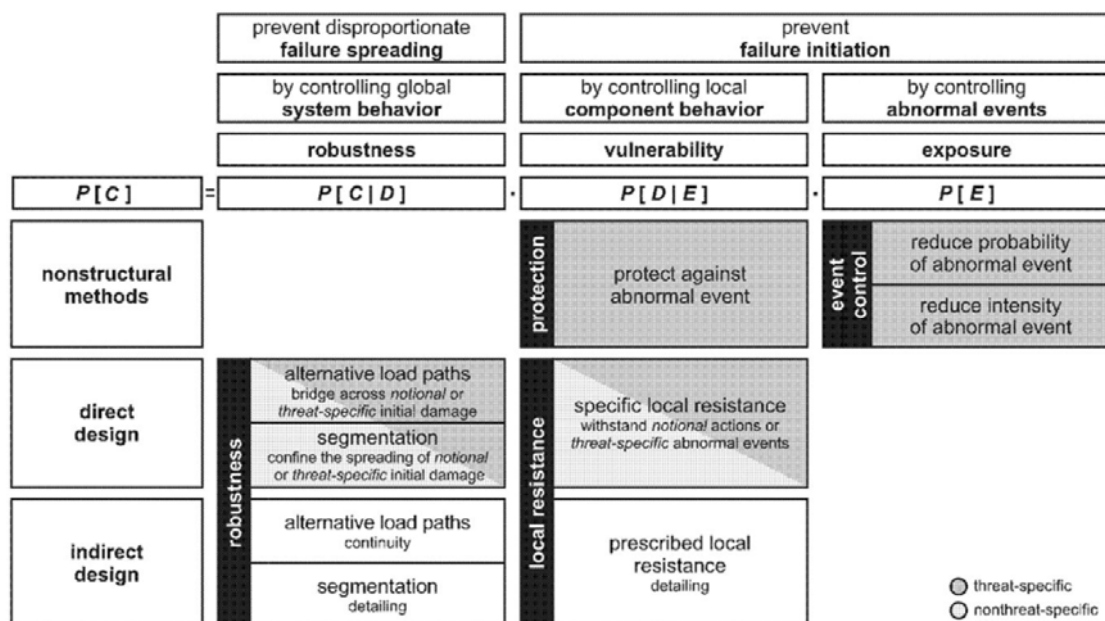 prevent disproportionate
failure spreading
prevent
failure initiation
by controlling global
system behavior
by controlling local
component behavior
by controlling
abnormal events
robustness
vulnerability
exposure
P[C]
=
P[C|D]
·
P[D|E]
·
P[E]
nonstructural
methods
protection
protect against
abnormal event
event
control
reduce probability
of abnormal event
reduce intensity
of abnormal event
direct
design
robustness
alternative load paths
bridge across notional or
threat-specific initial damage
segmentation
confine the spreading of notional
or threat-specific initial damage
local resistance
specific local resistance
withstand notional actions or
threat-specific abnormal events
indirect
design
alternative load paths
continuity
segmentation
detailing
prescribed local
resistance
detailing
threat-specific
nonthreat-specific